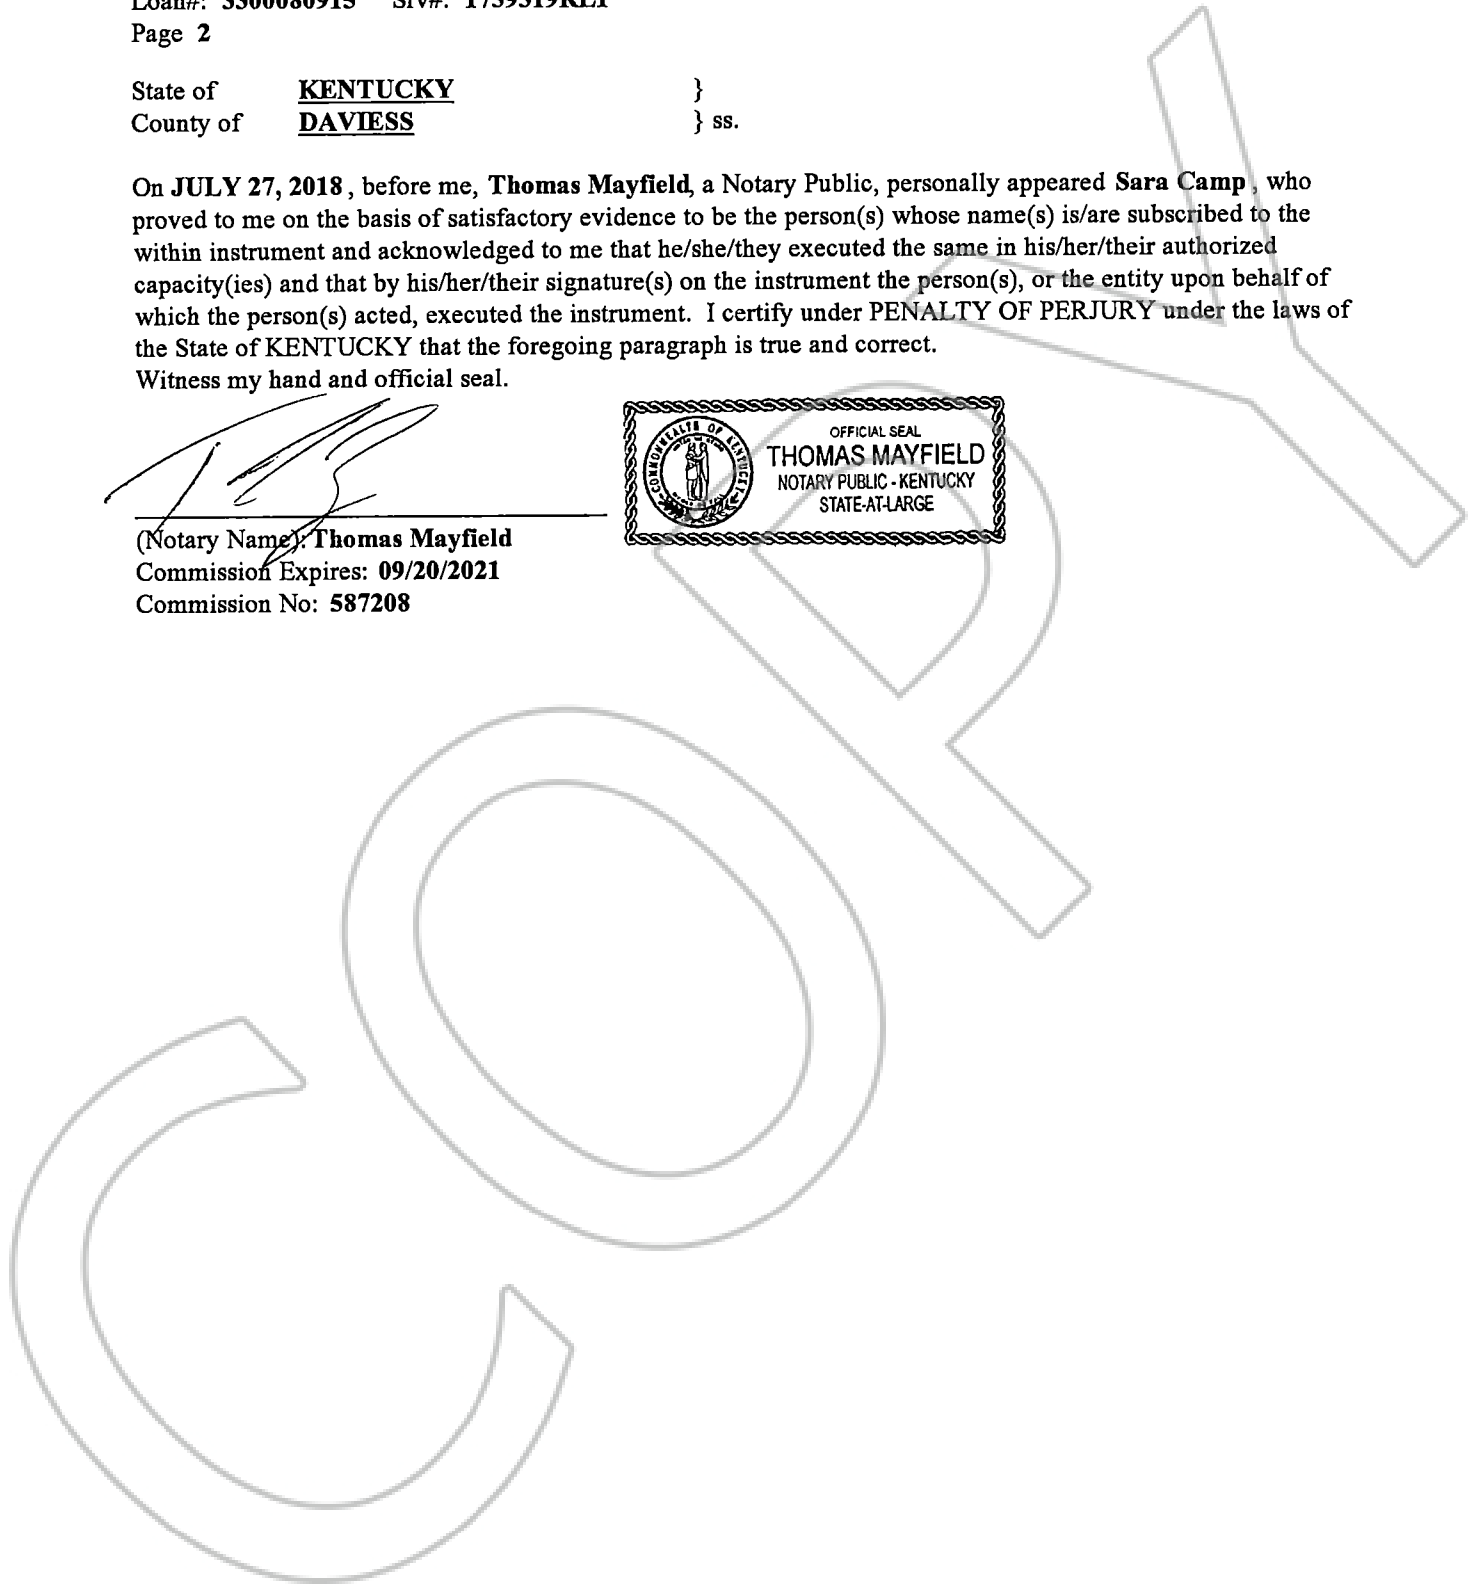 Page 2
State of KENTUCKY }
County of DAVIESS } ss.
On JULY 27, 2018 , before me, Thomas Mayfield, a Notary Public, personally appeared Sara Camp , who
proved to me on the basis of satisfactory evidence to be the person(s) whose name(s) is/are subscribed to the
within instrument and acknowledged to me that he/she/they executed the same in his/her/their authorized
capacity(ies) and that by his/her/their signature(s) on the instrument the person(s), or the entity upon behalf of
which the person(s) acted, executed the instrument. I certify under PENALTY OF PERJURY under the laws of
the State of KENTUCKY that the foregoing paragraph is true and correct.
Witness my hand and official seal.
COMMONWEALTH OF KENTUCKY
OFFICIAL SEAL
THOMAS MAYFIELD
NOTARY PUBLIC - KENTUCKY
STATE-AT-LARGE
(Notary Name): Thomas Mayfield
Commission Expires: 09/20/2021
Commission No: 587208
COPY